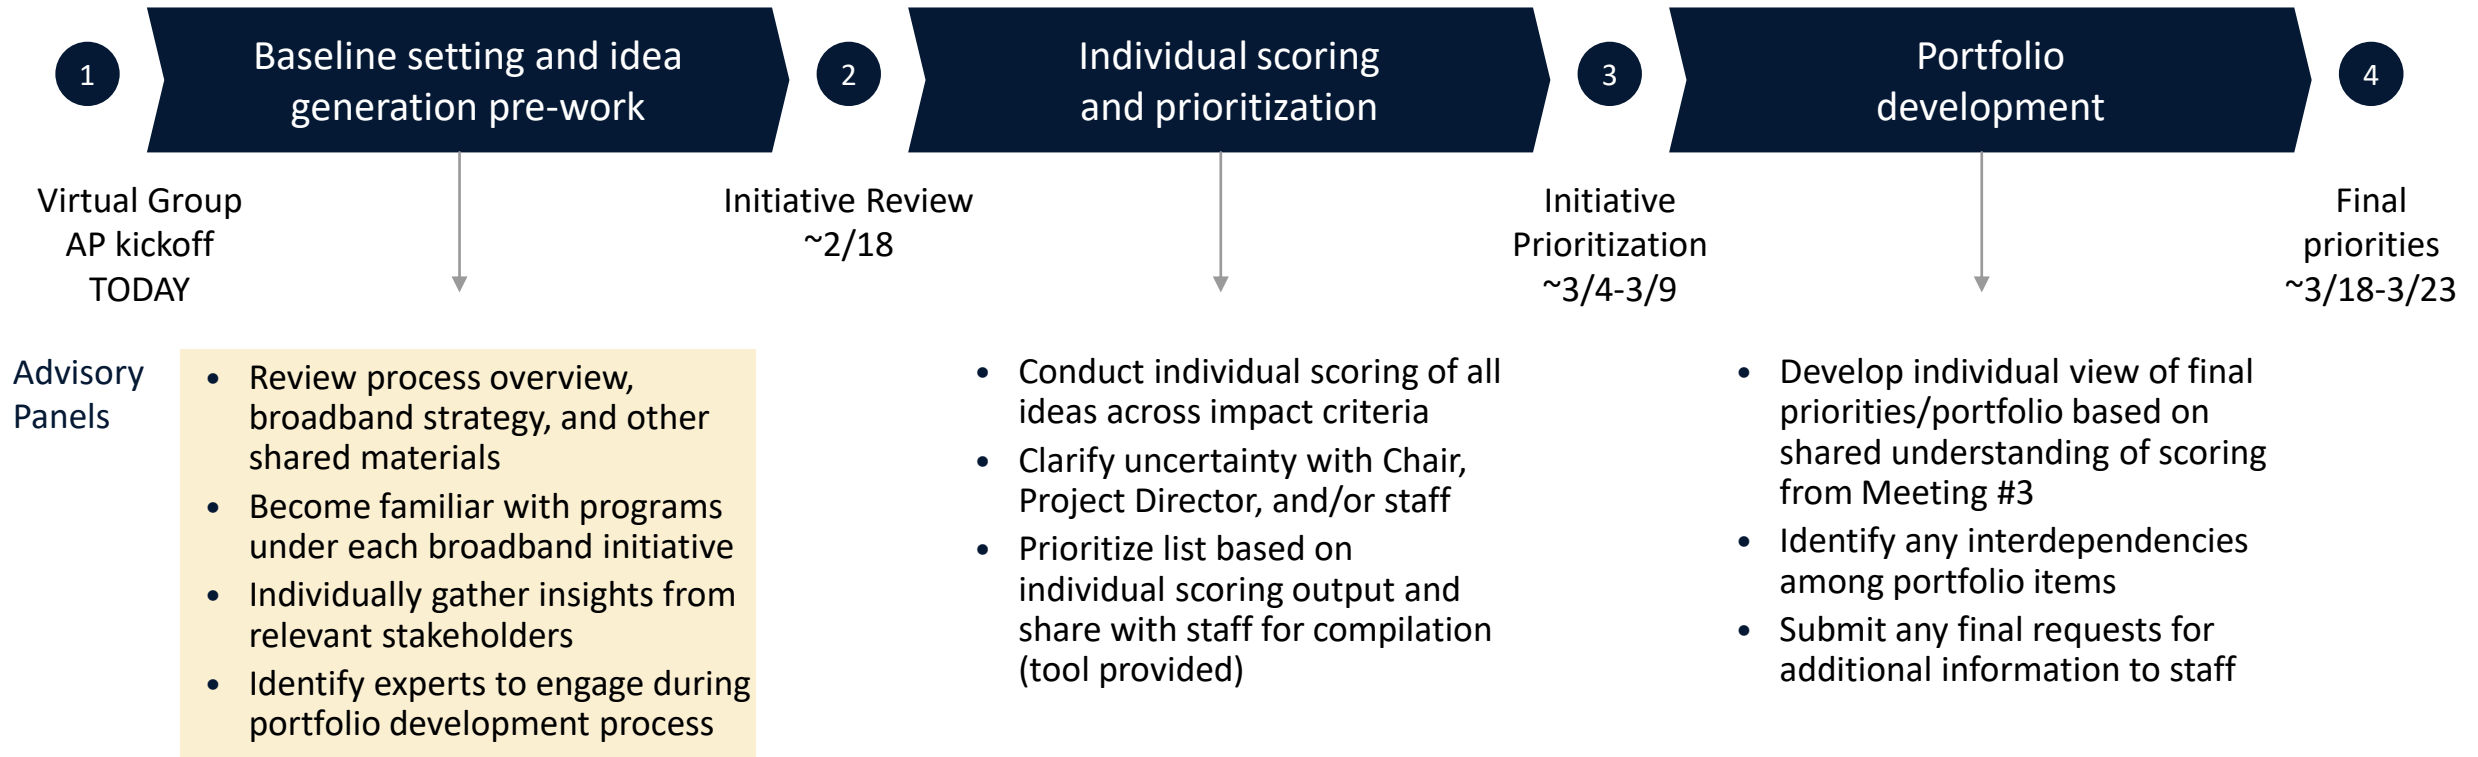 1
Baseline setting and idea
generation pre-work
2
Individual scoring
and prioritization
3
Portfolio
development
4
Virtual Group
AP kickoff
TODAY
Initiative Review
~2/18
Initiative
Prioritization
~3/4-3/9
Final
priorities
~3/18-3/23
Advisory
Panels
• Review process overview,
broadband strategy, and other
shared materials
• Become familiar with programs
under each broadband initiative
• Individually gather insights from
relevant stakeholders
• Identify experts to engage during
portfolio development process
• Conduct individual scoring of all
ideas across impact criteria
• Clarify uncertainty with Chair,
Project Director, and/or staff
• Prioritize list based on
individual scoring output and
share with staff for compilation
(tool provided)
• Develop individual view of final
priorities/portfolio based on
shared understanding of scoring
from Meeting #3
• Identify any interdependencies
among portfolio items
• Submit any final requests for
additional information to staff